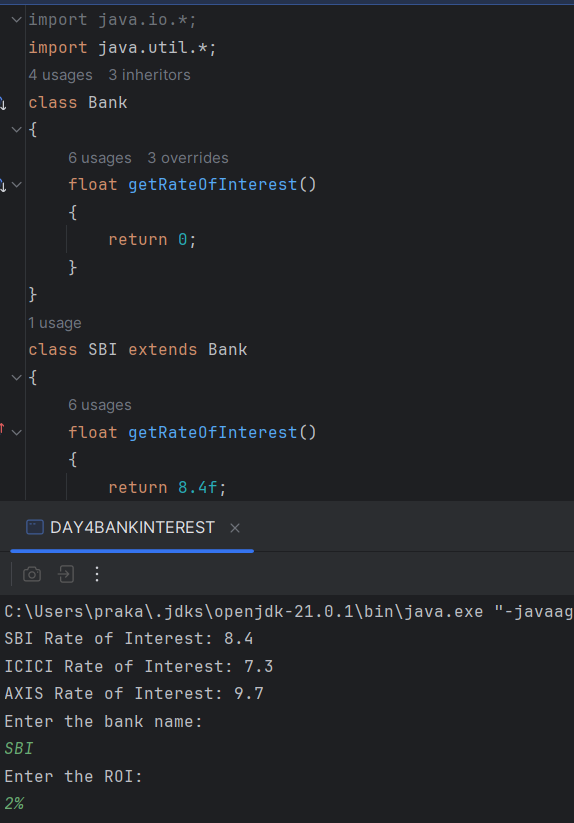 import java.io.*;
import java.util.*;
4 usages 3 inheritors
class Bank
{
6 usages 3 overrides
float getRateOfInterest()
{
return 0;
}
}
1 usage
class SBI extends Bank
{
6 usages
float getRateOfInterest()
{
return 8.4f;
DAY4BANKINTEREST
C:\Users\praka\.jdks\openjdk-21.0.1\bin\java.exe "-javaag
SBI Rate of Interest: 8.4
ICICI Rate of Interest: 7.3
AXIS Rate of Interest: 9.7
Enter the bank name:
SBI
Enter the ROI:
2%